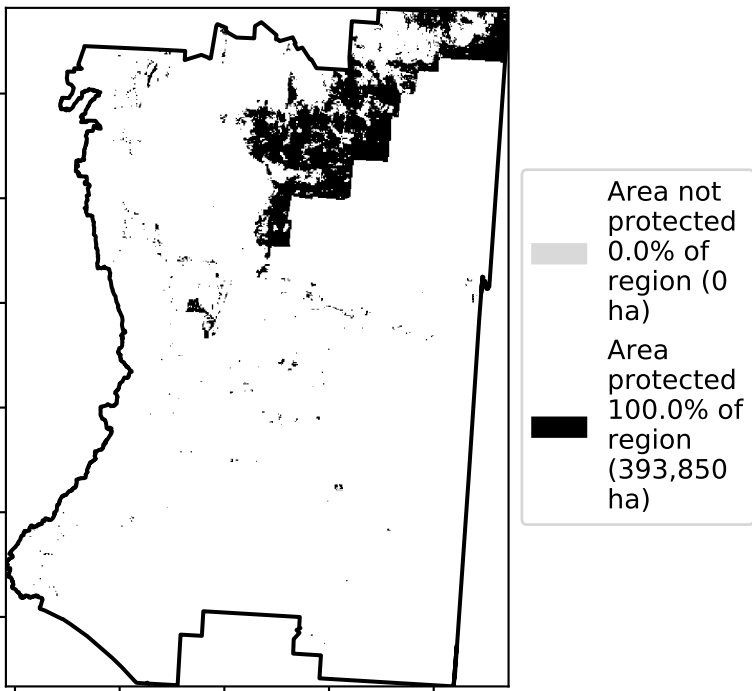 Area not
protected
0.0% of
region (0
ha)
Area
protected
100.0% of
region
(393,850
ha)